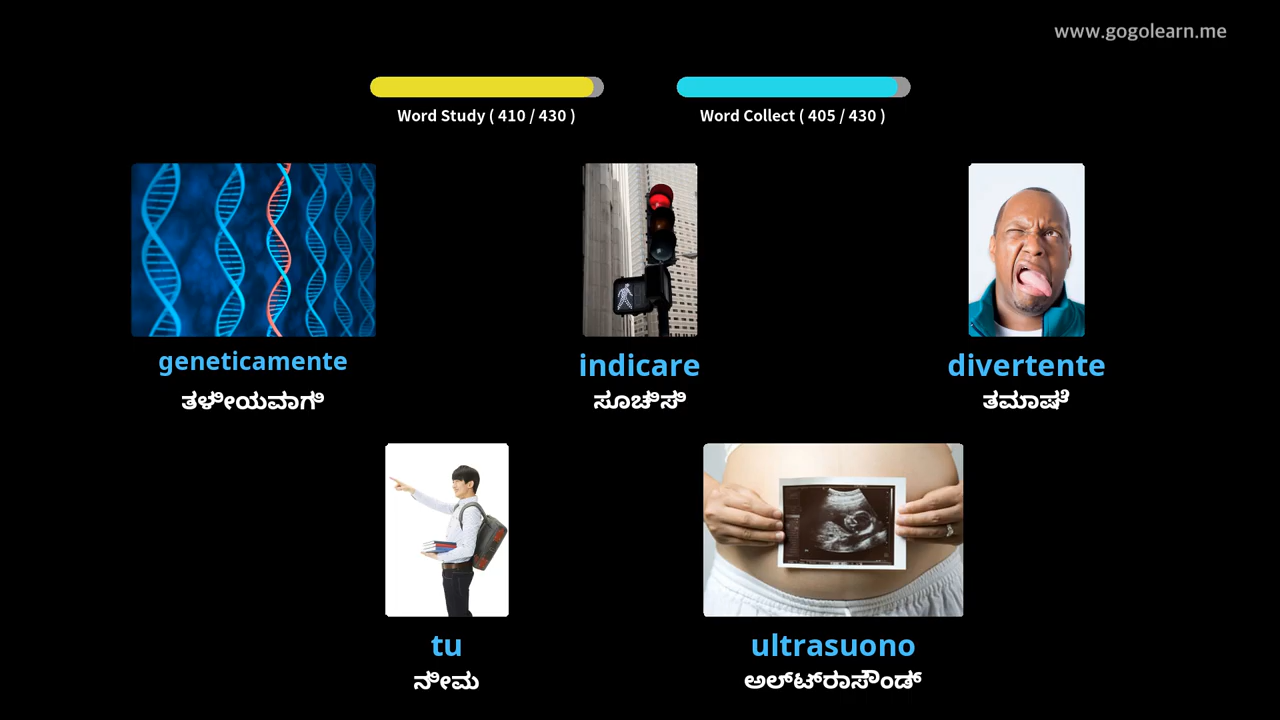 www.gogolearn.me
Word Study ( 410 / 430 )
Word Collect ( 405 / 430 )
geneticamente
ತಳೀಯವಾಗಿ
indicare
ಸೂಚಿಸಿ
divertente
ತಮಾಷೆ
tu
ನೀವು
ultrasuono
ಅಲ್ಟ್ರಾಸೌಂಡ್